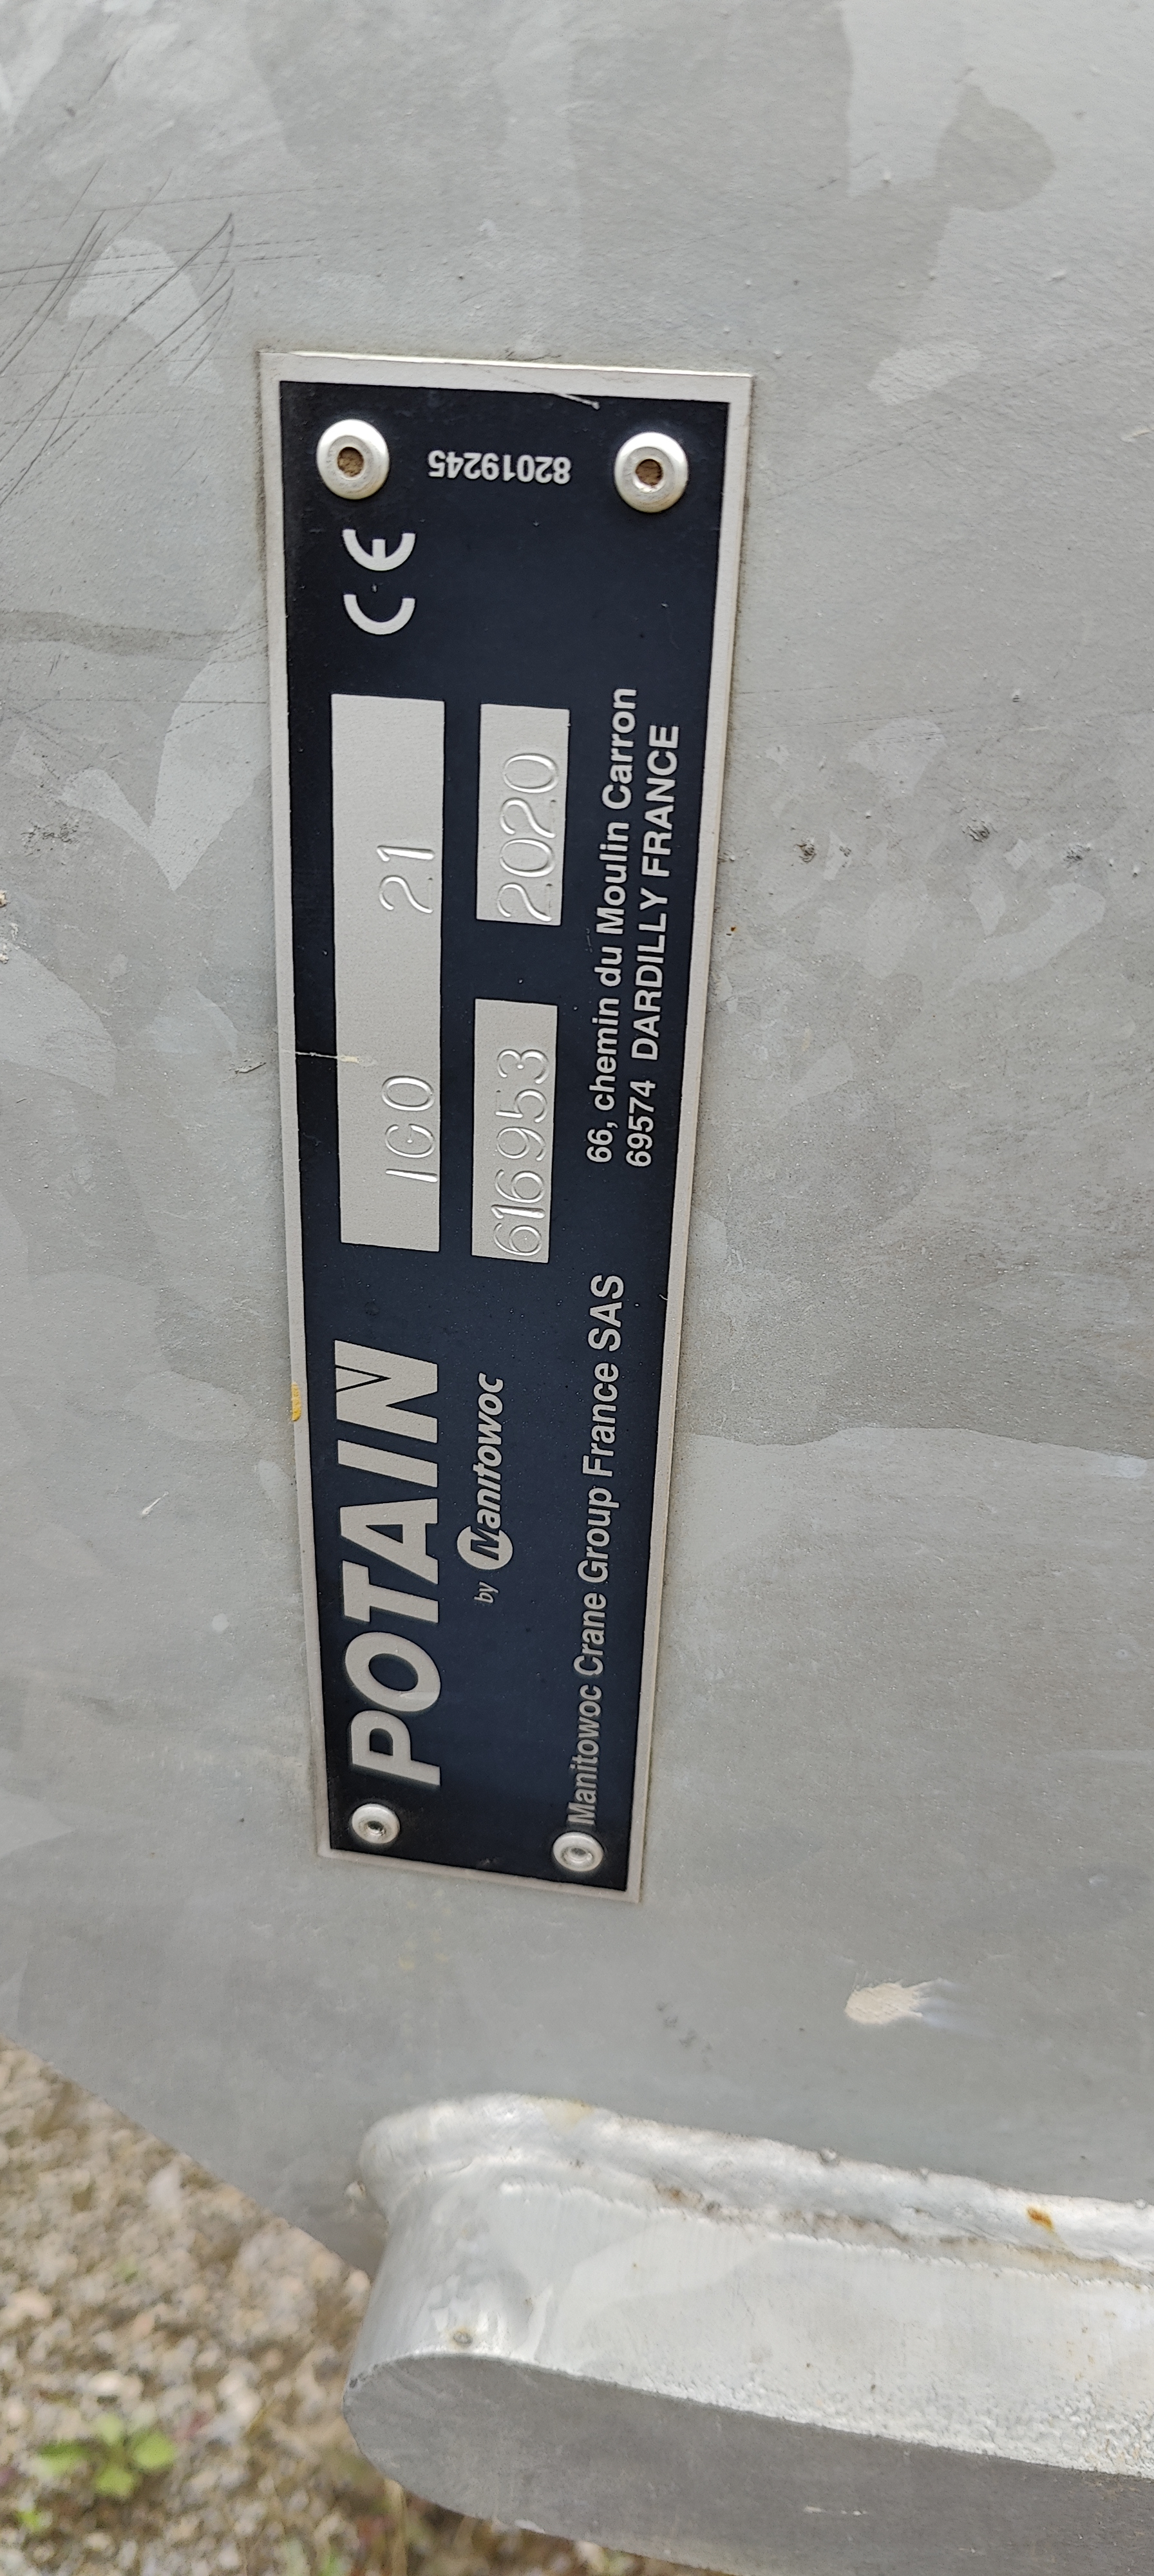 POTAIN
by Manitowoc
IGO 21
616953
2020
CE
82019245
Manitowoc Crane Group France SAS
66, chemin du Moulin Carron
69574 DARDILLY FRANCE